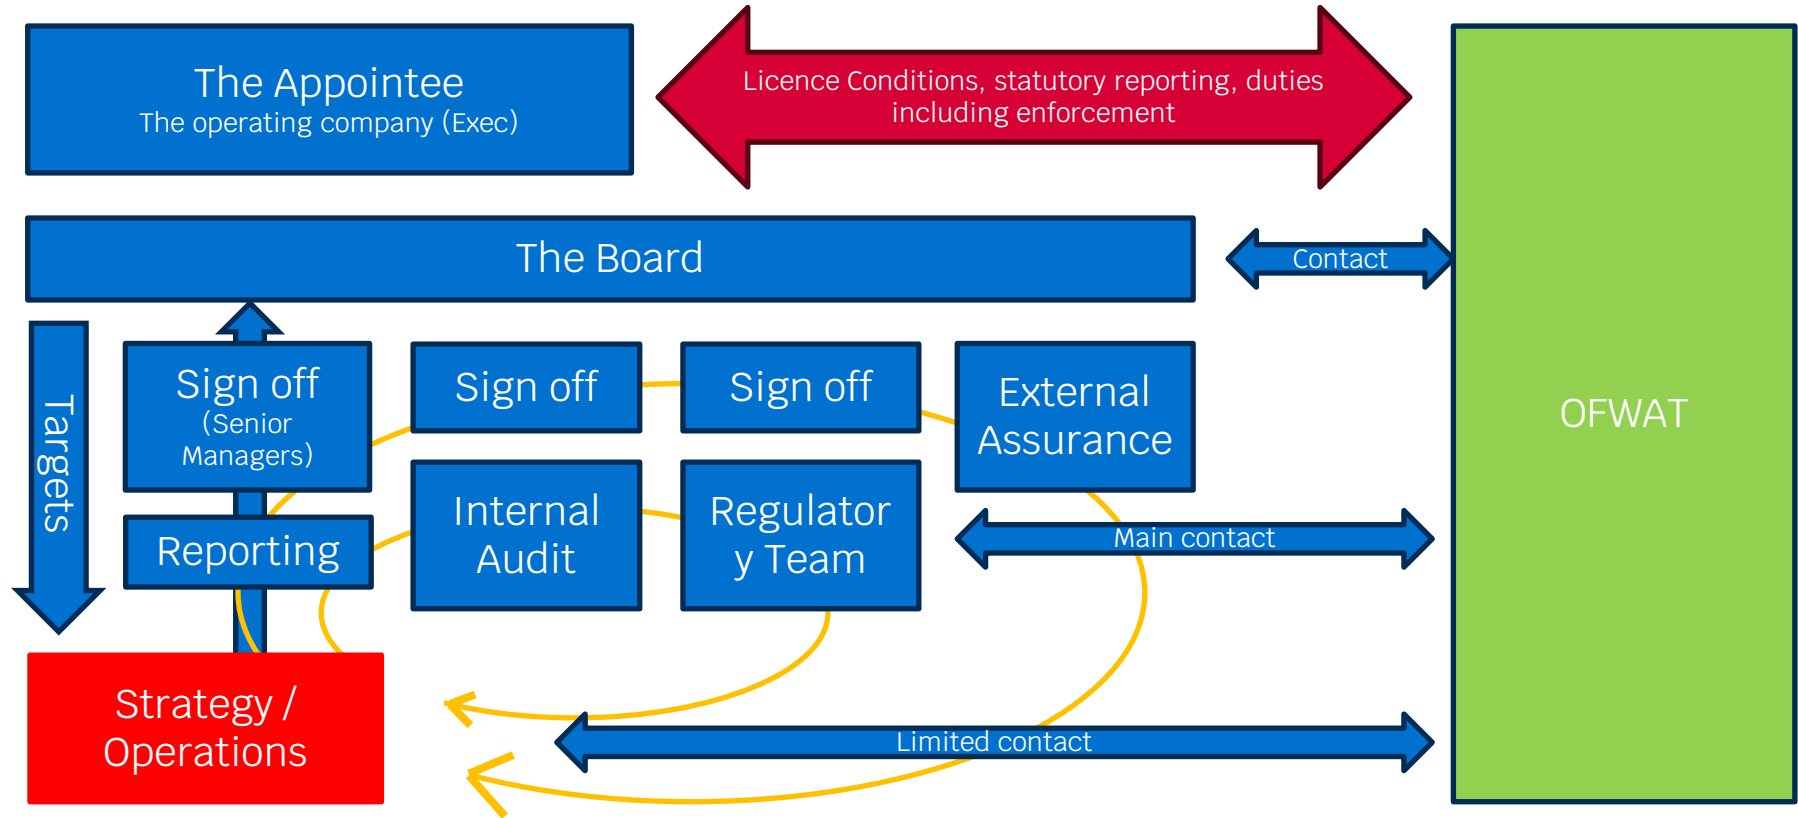 The Appointee
The operating company (Exec)
Licence Conditions, statutory reporting, duties
including enforcement
The Board
Contact
Targets
Sign off
(Senior
Managers)
Sign off
Sign off
External
Assurance
OFWAT
Reporting
Internal
Audit
Regulator
y Team
Main contact
Strategy /
Operations
Limited contact